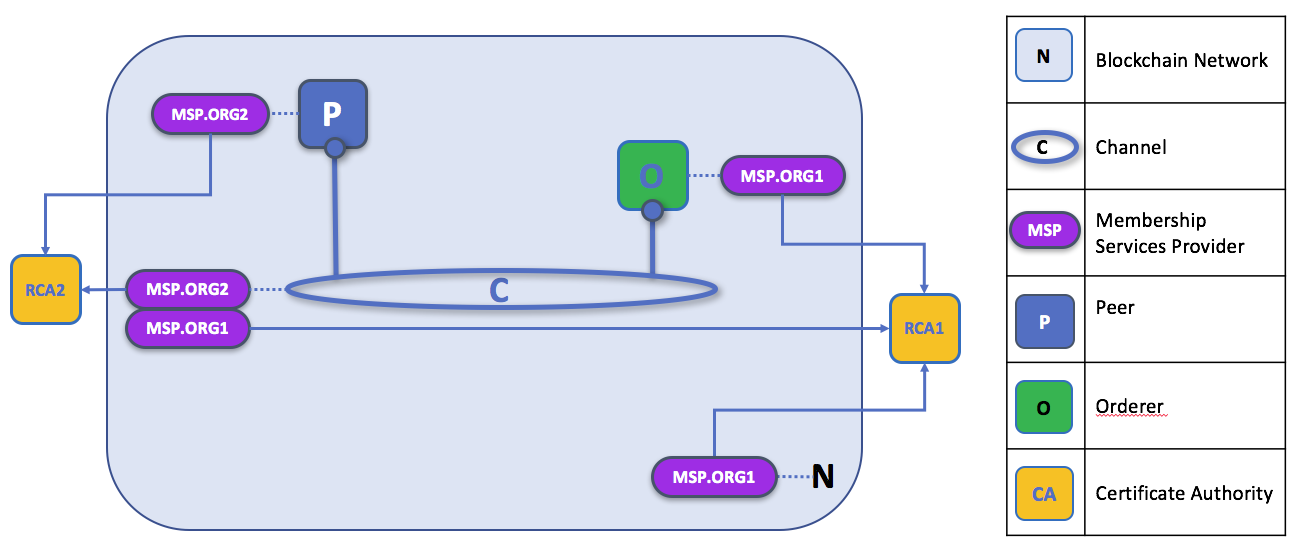 MSP.ORG2
P
O
MSP.ORG1
RCA2
MSP.ORG2
C
MSP.ORG1
RCA1
MSP.ORG1
N
N
Blockchain Network
C
Channel
MSP
Membership
Services Provider
P
Peer
O
Orderer
CA
Certificate Authority